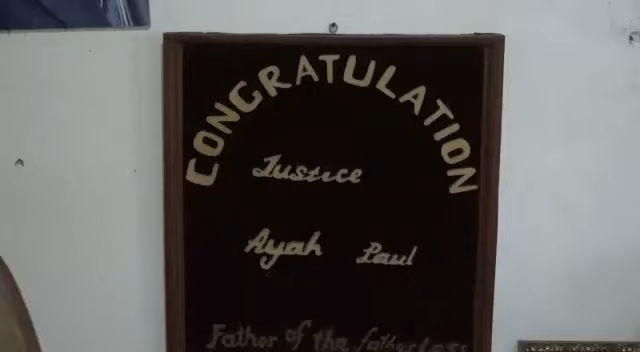 CONGRATULATION
Justice
Ayah Paul
Father of the fatherless